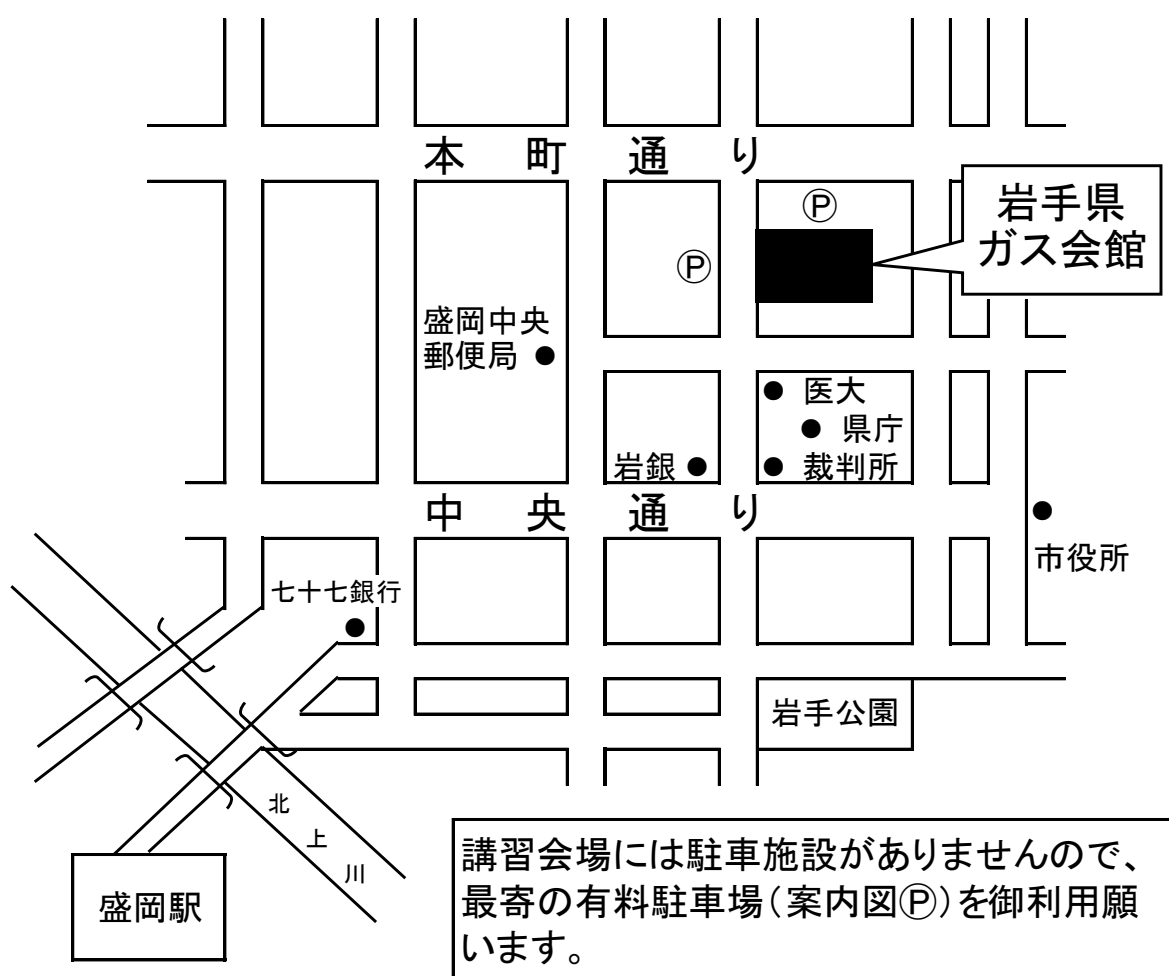 本町通り
岩手県
ガス会館
Ⓟ
Ⓟ
盛岡中央
郵便局
医大
県庁
岩銀
裁判所
中央通り
市役所
七十七銀行
岩手公園
北上川
盛岡駅
講習会場には駐車施設がありませんので、
最寄の有料駐車場(案内図Ⓟ)を御利用願
います。